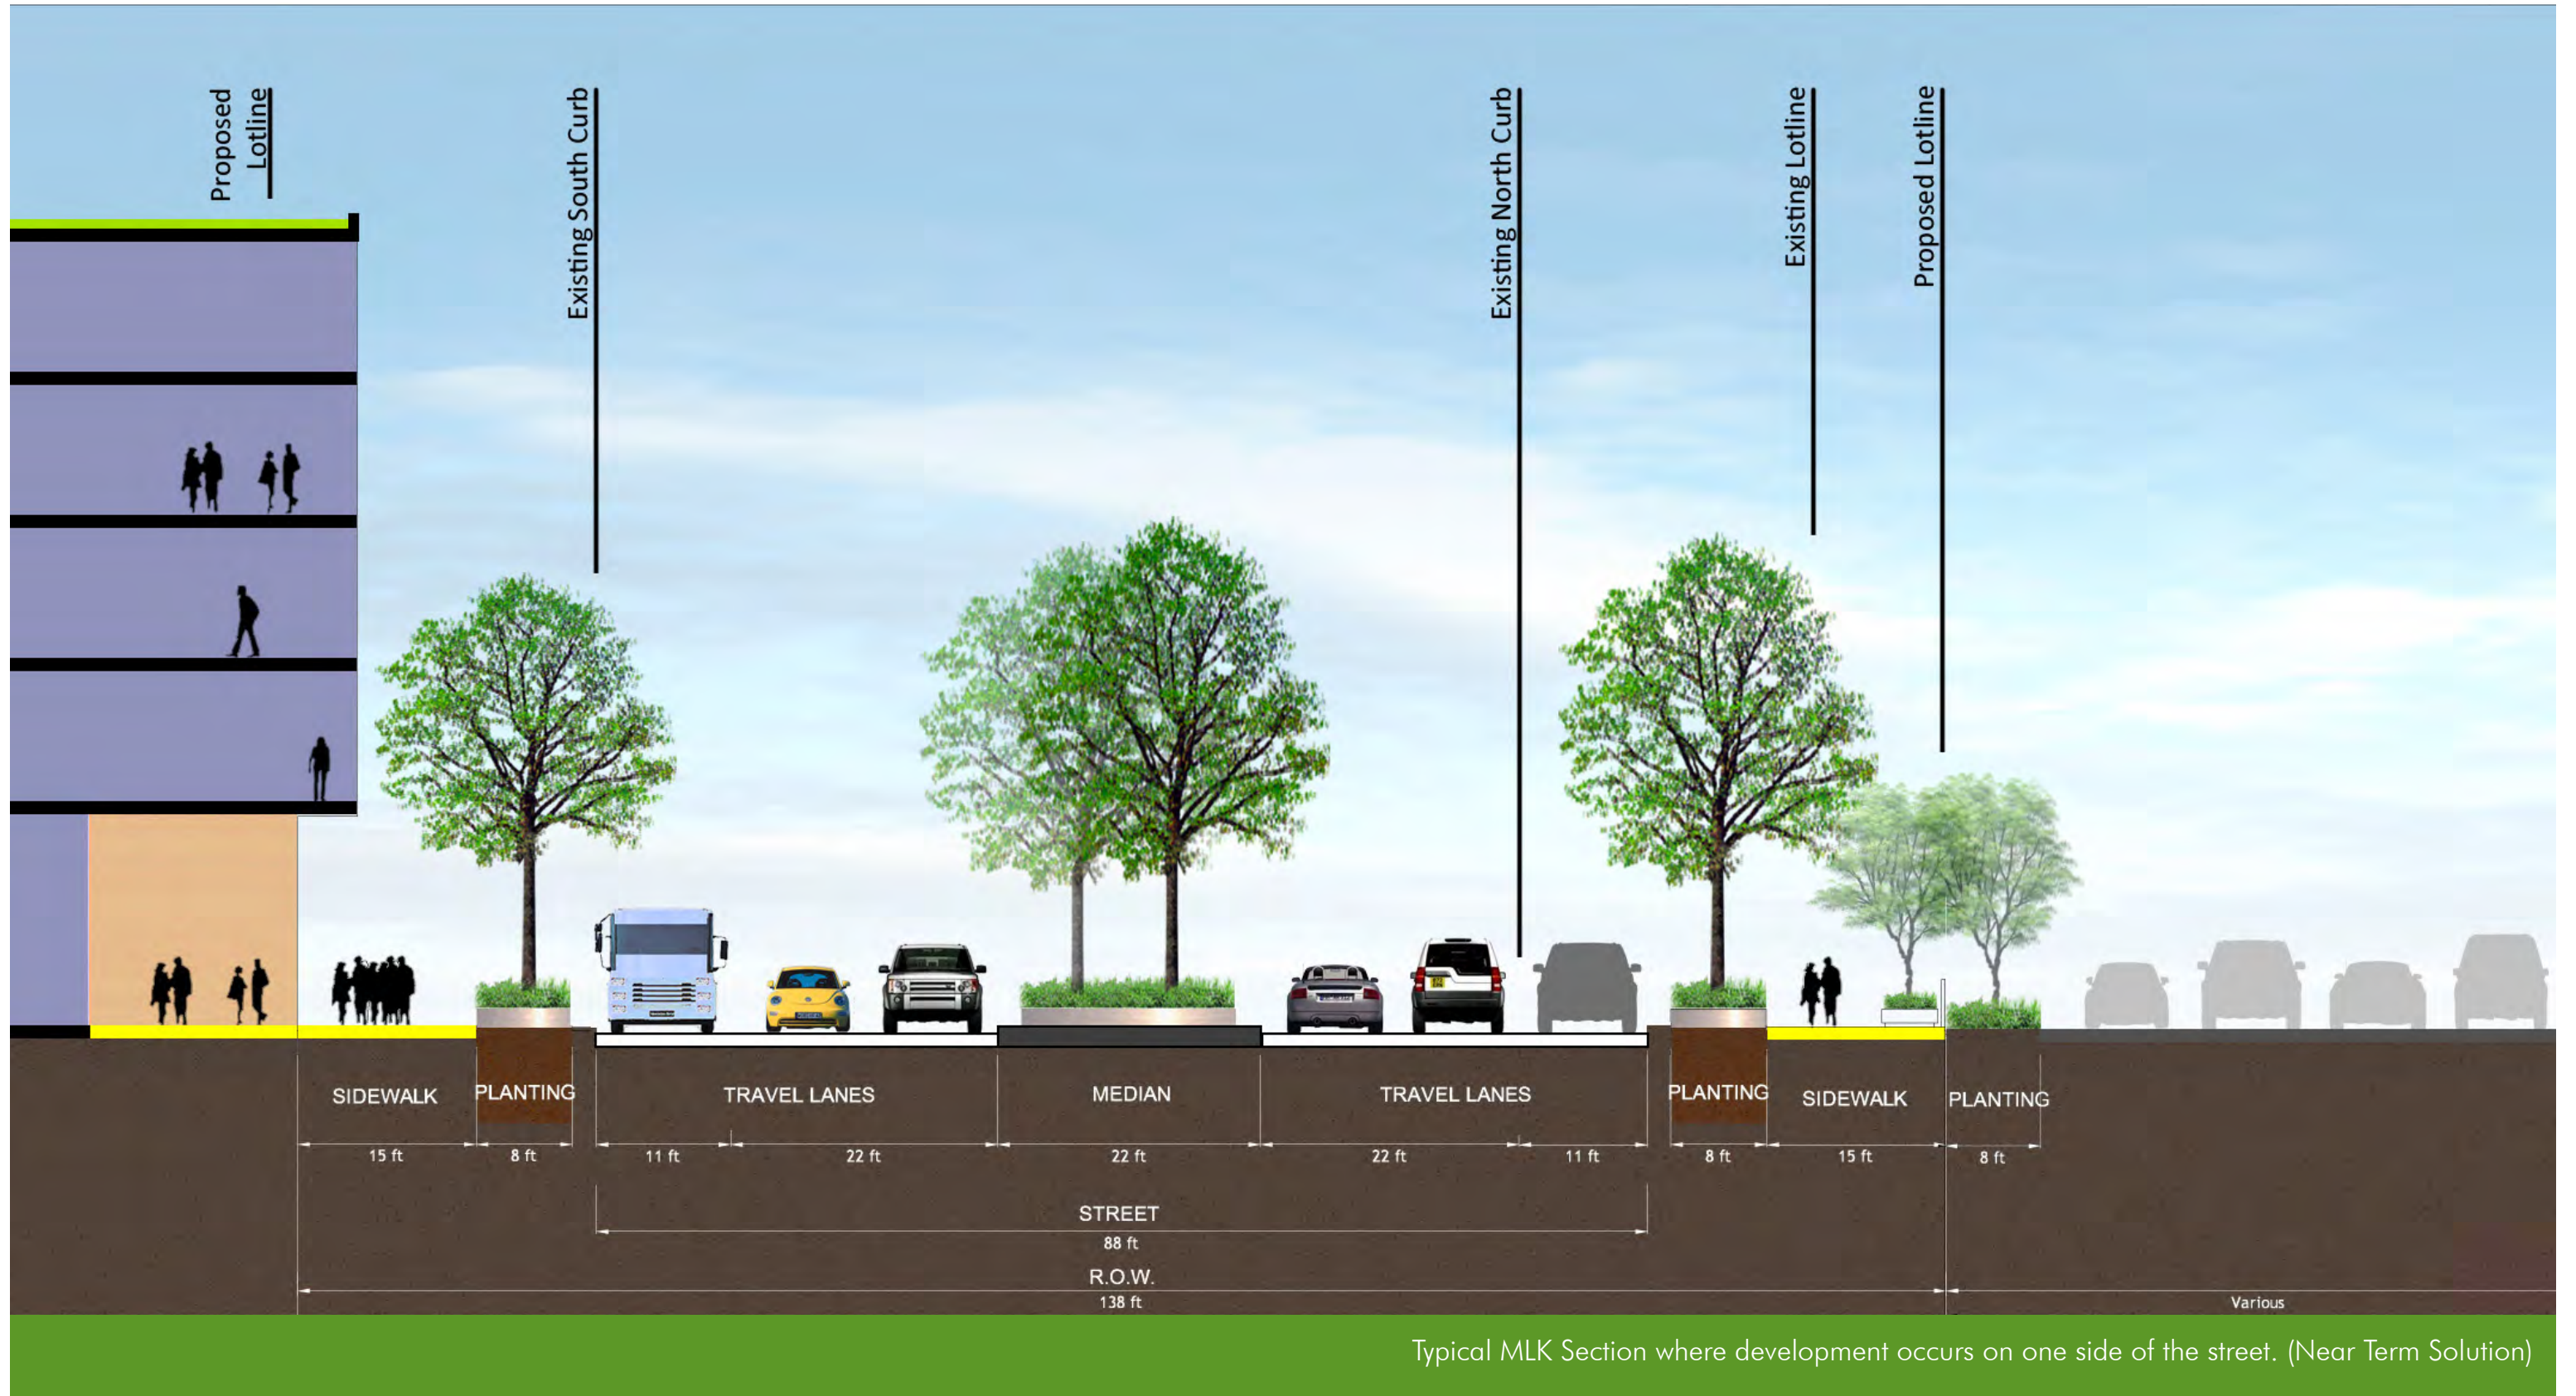 Proposed
Lotline
Existing South Curb
Existing North Curb
Existing Lotline
Proposed Lotline
SIDEWALK
PLANTING
TRAVEL LANES
MEDIAN
TRAVEL LANES
PLANTING
SIDEWALK
PLANTING
15 ft
8 ft
11 ft
22 ft
22 ft
22 ft
11 ft
8 ft
15 ft
8 ft
STREET
88 ft
R.O.W.
138 ft
Various
Typical MLK Section where development occurs on one side of the street. (Near Term Solution)